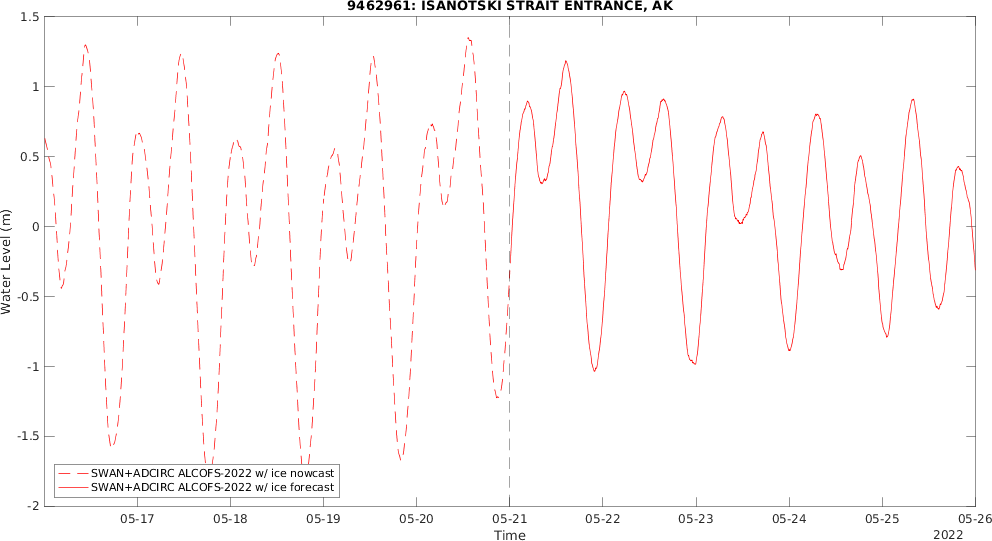 9462961: ISANOTSKI STRAIT ENTRANCE, AK
1.5
1
0.5
0
-0.5
-1
-1.5
-2
Water Level (m)
SWAN+ADCIRC ALCOFS-2022 w/ ice nowcast
SWAN+ADCIRC ALCOFS-2022 w/ ice forecast
05-17 05-18 05-19 05-20 05-21 05-22 05-23 05-24 05-25 05-26
Time
2022